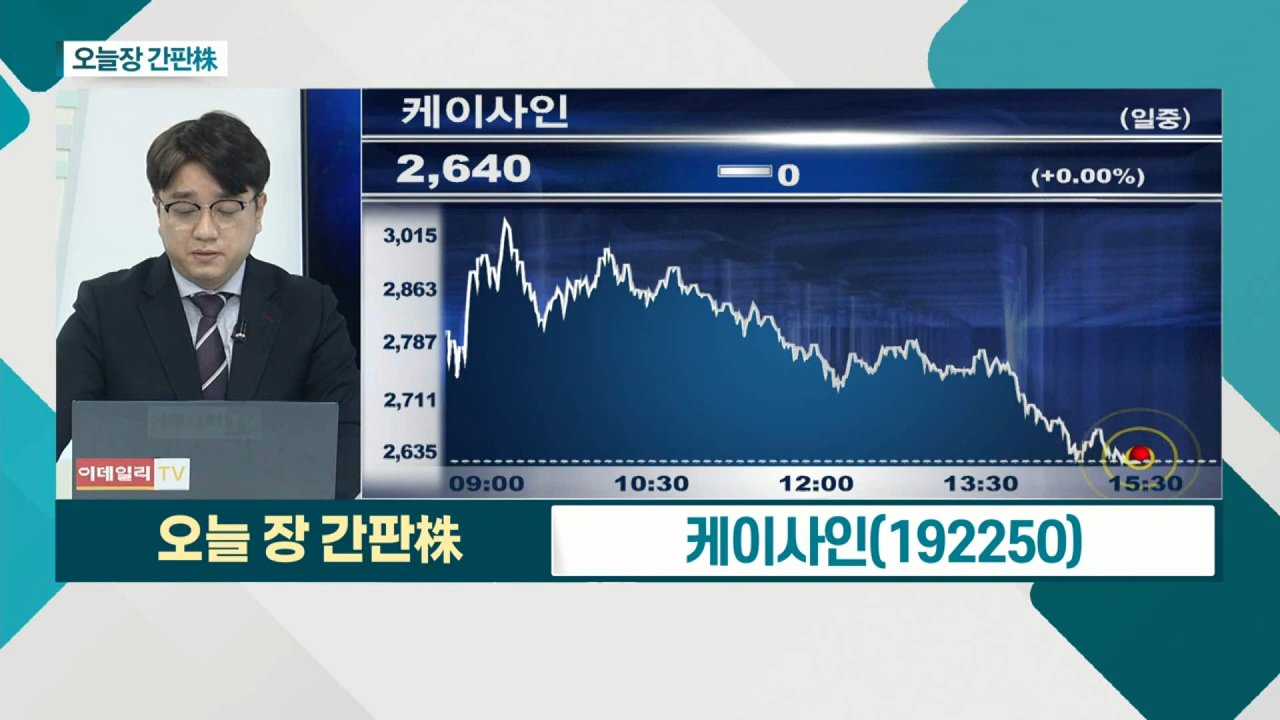 오늘장 간판株
케이사인
(일중)
2,640
0
(+0.00%)
3,015
2,863
2,787
2,711
2,635
09:00
10:30
12:00
13:30
15:30
이데일리 TV
오늘 장 간판株
케이사인(192250)